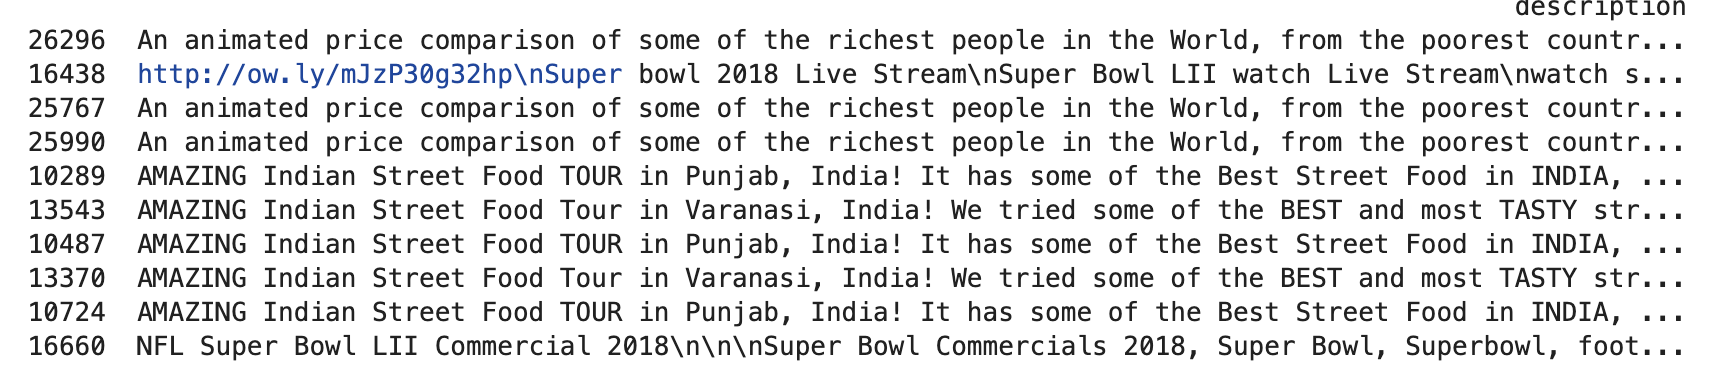 description
26296 An animated price comparison of some of the richest people in the World, from the poorest countr...
16438 http://ow.ly/mJzP30g32hp\nSuper bowl 2018 Live Stream\nSuper Bowl LII watch Live Stream\nwatch s...
25767 An animated price comparison of some of the richest people in the World, from the poorest countr...
25990 An animated price comparison of some of the richest people in the World, from the poorest countr...
10289 AMAZING Indian Street Food TOUR in Punjab, India! It has some of the Best Street Food in INDIA, ...
13543 AMAZING Indian Street Food Tour in Varanasi, India! We tried some of the BEST and most TASTY str...
10487 AMAZING Indian Street Food TOUR in Punjab, India! It has some of the Best Street Food in INDIA, ...
13370 AMAZING Indian Street Food Tour in Varanasi, India! We tried some of the BEST and most TASTY str...
10724 AMAZING Indian Street Food TOUR in Punjab, India! It has some of the Best Street Food in INDIA, ...
16660 NFL Super Bowl LII Commercial 2018\n\n\nSuper Bowl Commercials 2018, Super Bowl, Superbowl, foot...